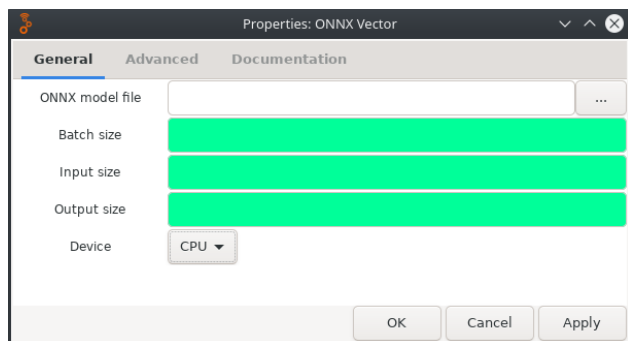 Properties: ONNX Vector
General Advanced Documentation
ONNX model file ...
Batch size
Input size
Output size
Device CPU
OK Cancel Apply